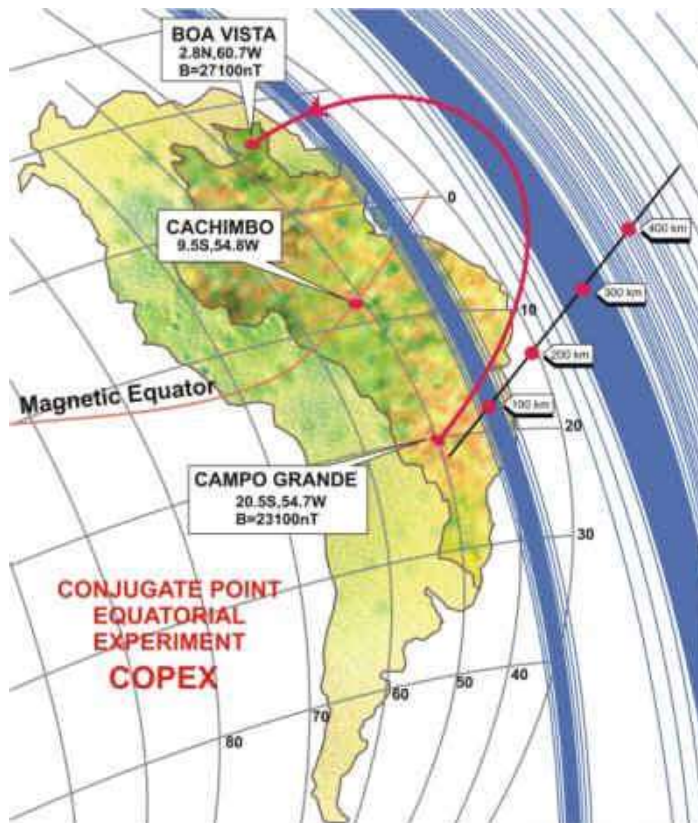 BOA VISTA
2.8N,60.7W
B=27100nT
0
400 km
CACHIMBO
9.5S,54.8W
300 km
10
200 km
Magnetic Equator
100 km
20
CAMPO GRANDE
20.5S,54.7W
B=23100nT
30
CONJUGATE POINT
EQUATORIAL
EXPERIMENT
COPEX
40
50
60
70
80